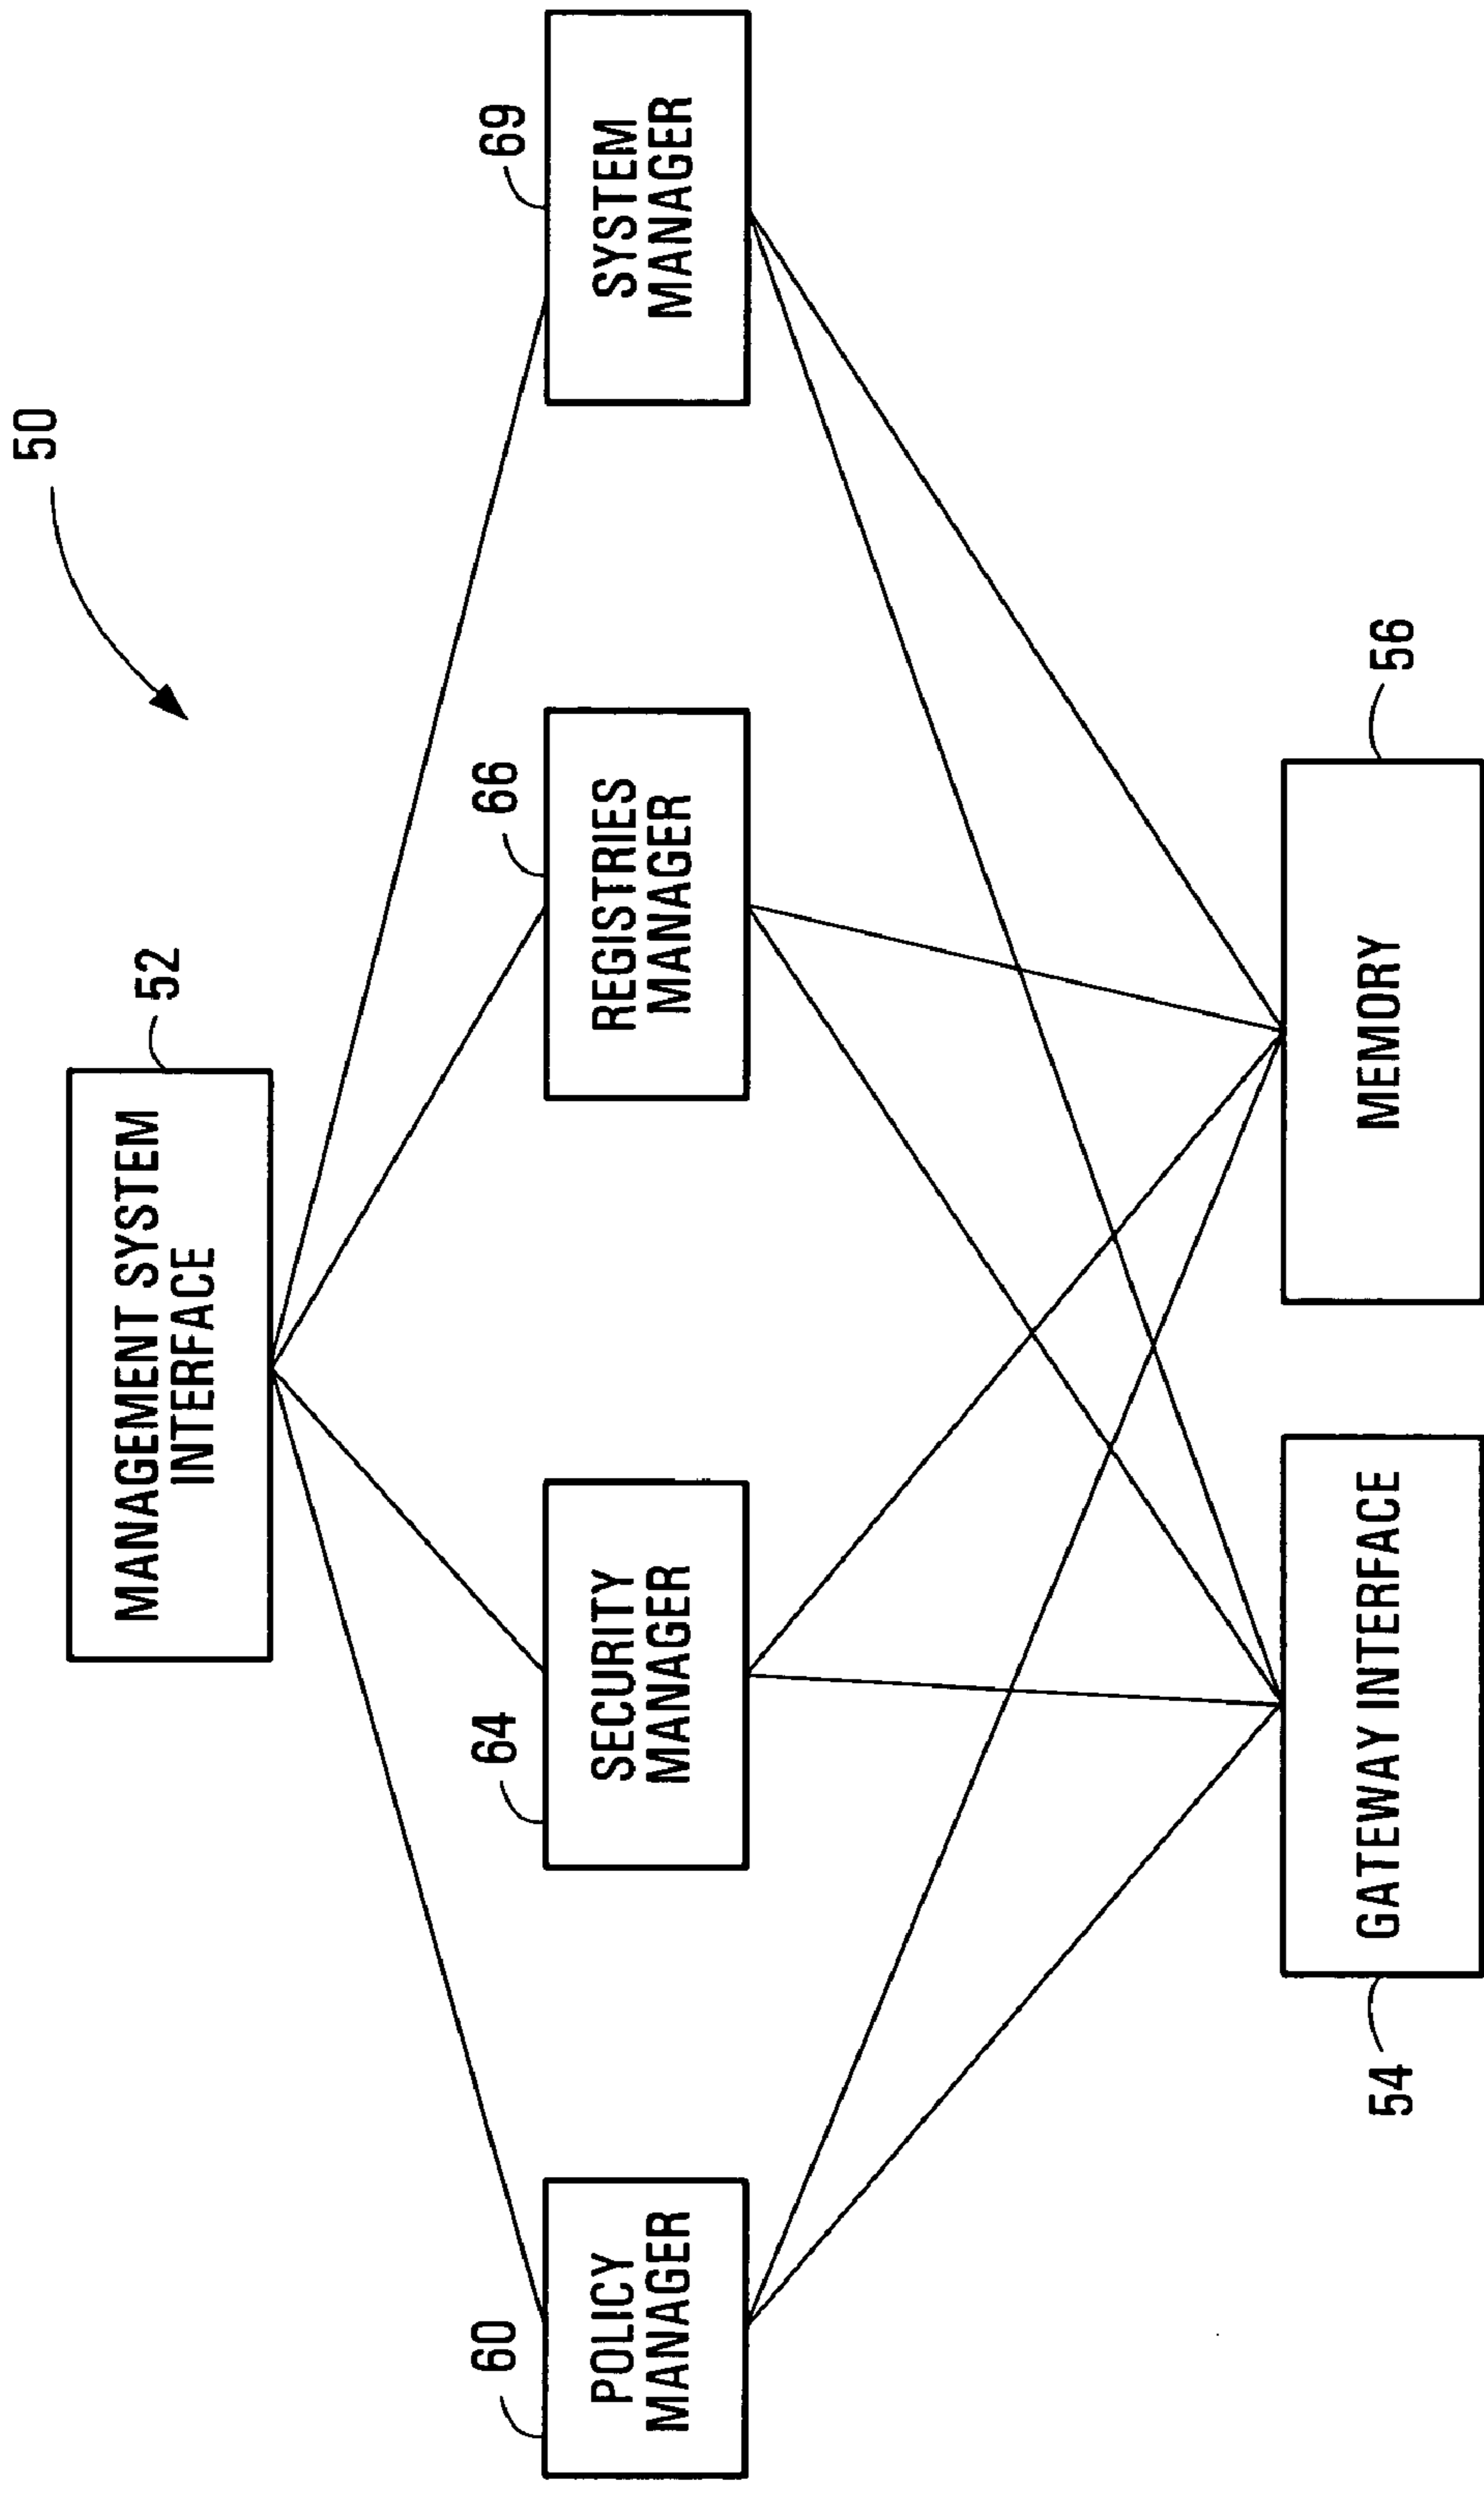 50
52
MANAGEMENT SYSTEM
INTERFACE
60
POLICY
MANAGER
64
SECURITY
MANAGER
66
REGISTRIES
MANAGER
69
SYSTEM
MANAGER
54
GATEWAY INTERFACE
MEMORY
56